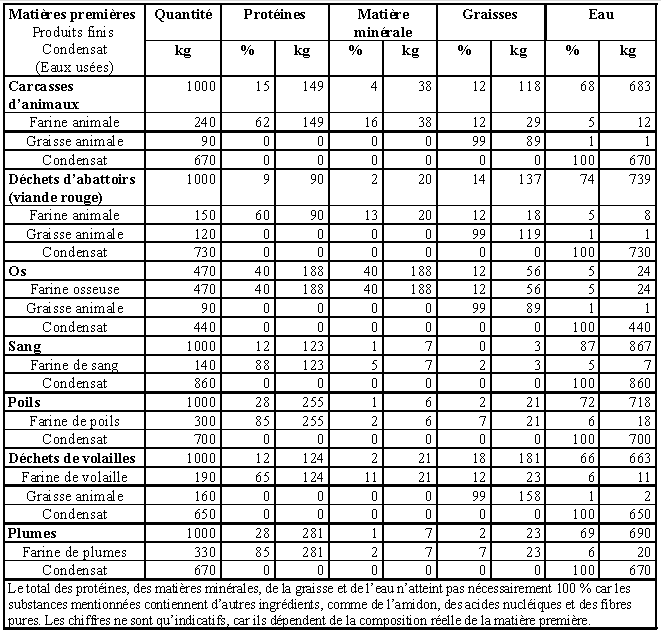 Matières premières Quantité Protéines Matière minérale Graisses Eau
Produits finis
Condensat
(Eaux usées)
kg % kg % kg % kg % kg
Carcasses d’animaux 1000 15 149 4 38 12 118 68 683
Farine animale 240 62 149 16 38 12 29 5 12
Graisse animale 90 0 0 0 0 99 89 1 1
Condensat 670 0 0 0 0 0 0 100 670
Déchets d’abattoirs (viande rouge) 1000 9 90 2 20 14 137 74 739
Farine animale 150 60 90 13 20 12 18 5 8
Graisse animale 120 0 0 0 0 99 119 1 1
Condensat 730 0 0 0 0 0 0 100 730
Os 470 40 188 40 188 12 56 5 24
Farine osseuse 470 40 188 40 188 12 56 5 24
Graisse animale 90 0 0 0 0 99 89 1 1
Condensat 440 0 0 0 0 0 0 100 440
Sang 1000 12 123 1 7 0 3 87 867
Farine de sang 140 88 123 5 7 2 3 5 7
Condensat 860 0 0 0 0 0 0 100 860
Poils 1000 28 255 1 6 2 21 72 718
Farine de poils 300 85 255 2 6 7 21 6 18
Condensat 700 0 0 0 0 0 0 100 700
Déchets de volailles 1000 12 124 2 21 18 181 66 663
Farine de volaille 190 65 124 11 21 12 23 6 11
Graisse animale 160 0 0 0 0 99 158 1 2
Condensat 650 0 0 0 0 0 0 100 650
Plumes 1000 28 281 1 7 2 23 69 690
Farine de plumes 330 85 281 2 7 7 23 6 20
Condensat 670 0 0 0 0 0 0 100 670
Le total des protéines, des matières minérales, de la graisse et de l’eau n’atteint pas nécessairement 100 % car les
substances mentionnées contiennent d’autres ingrédients, comme de l’amidon, des acides nucléiques et des fibres
pures. Les chiffres ne sont qu’indicatifs, car ils dépendent de la composition réelle de la matière première.